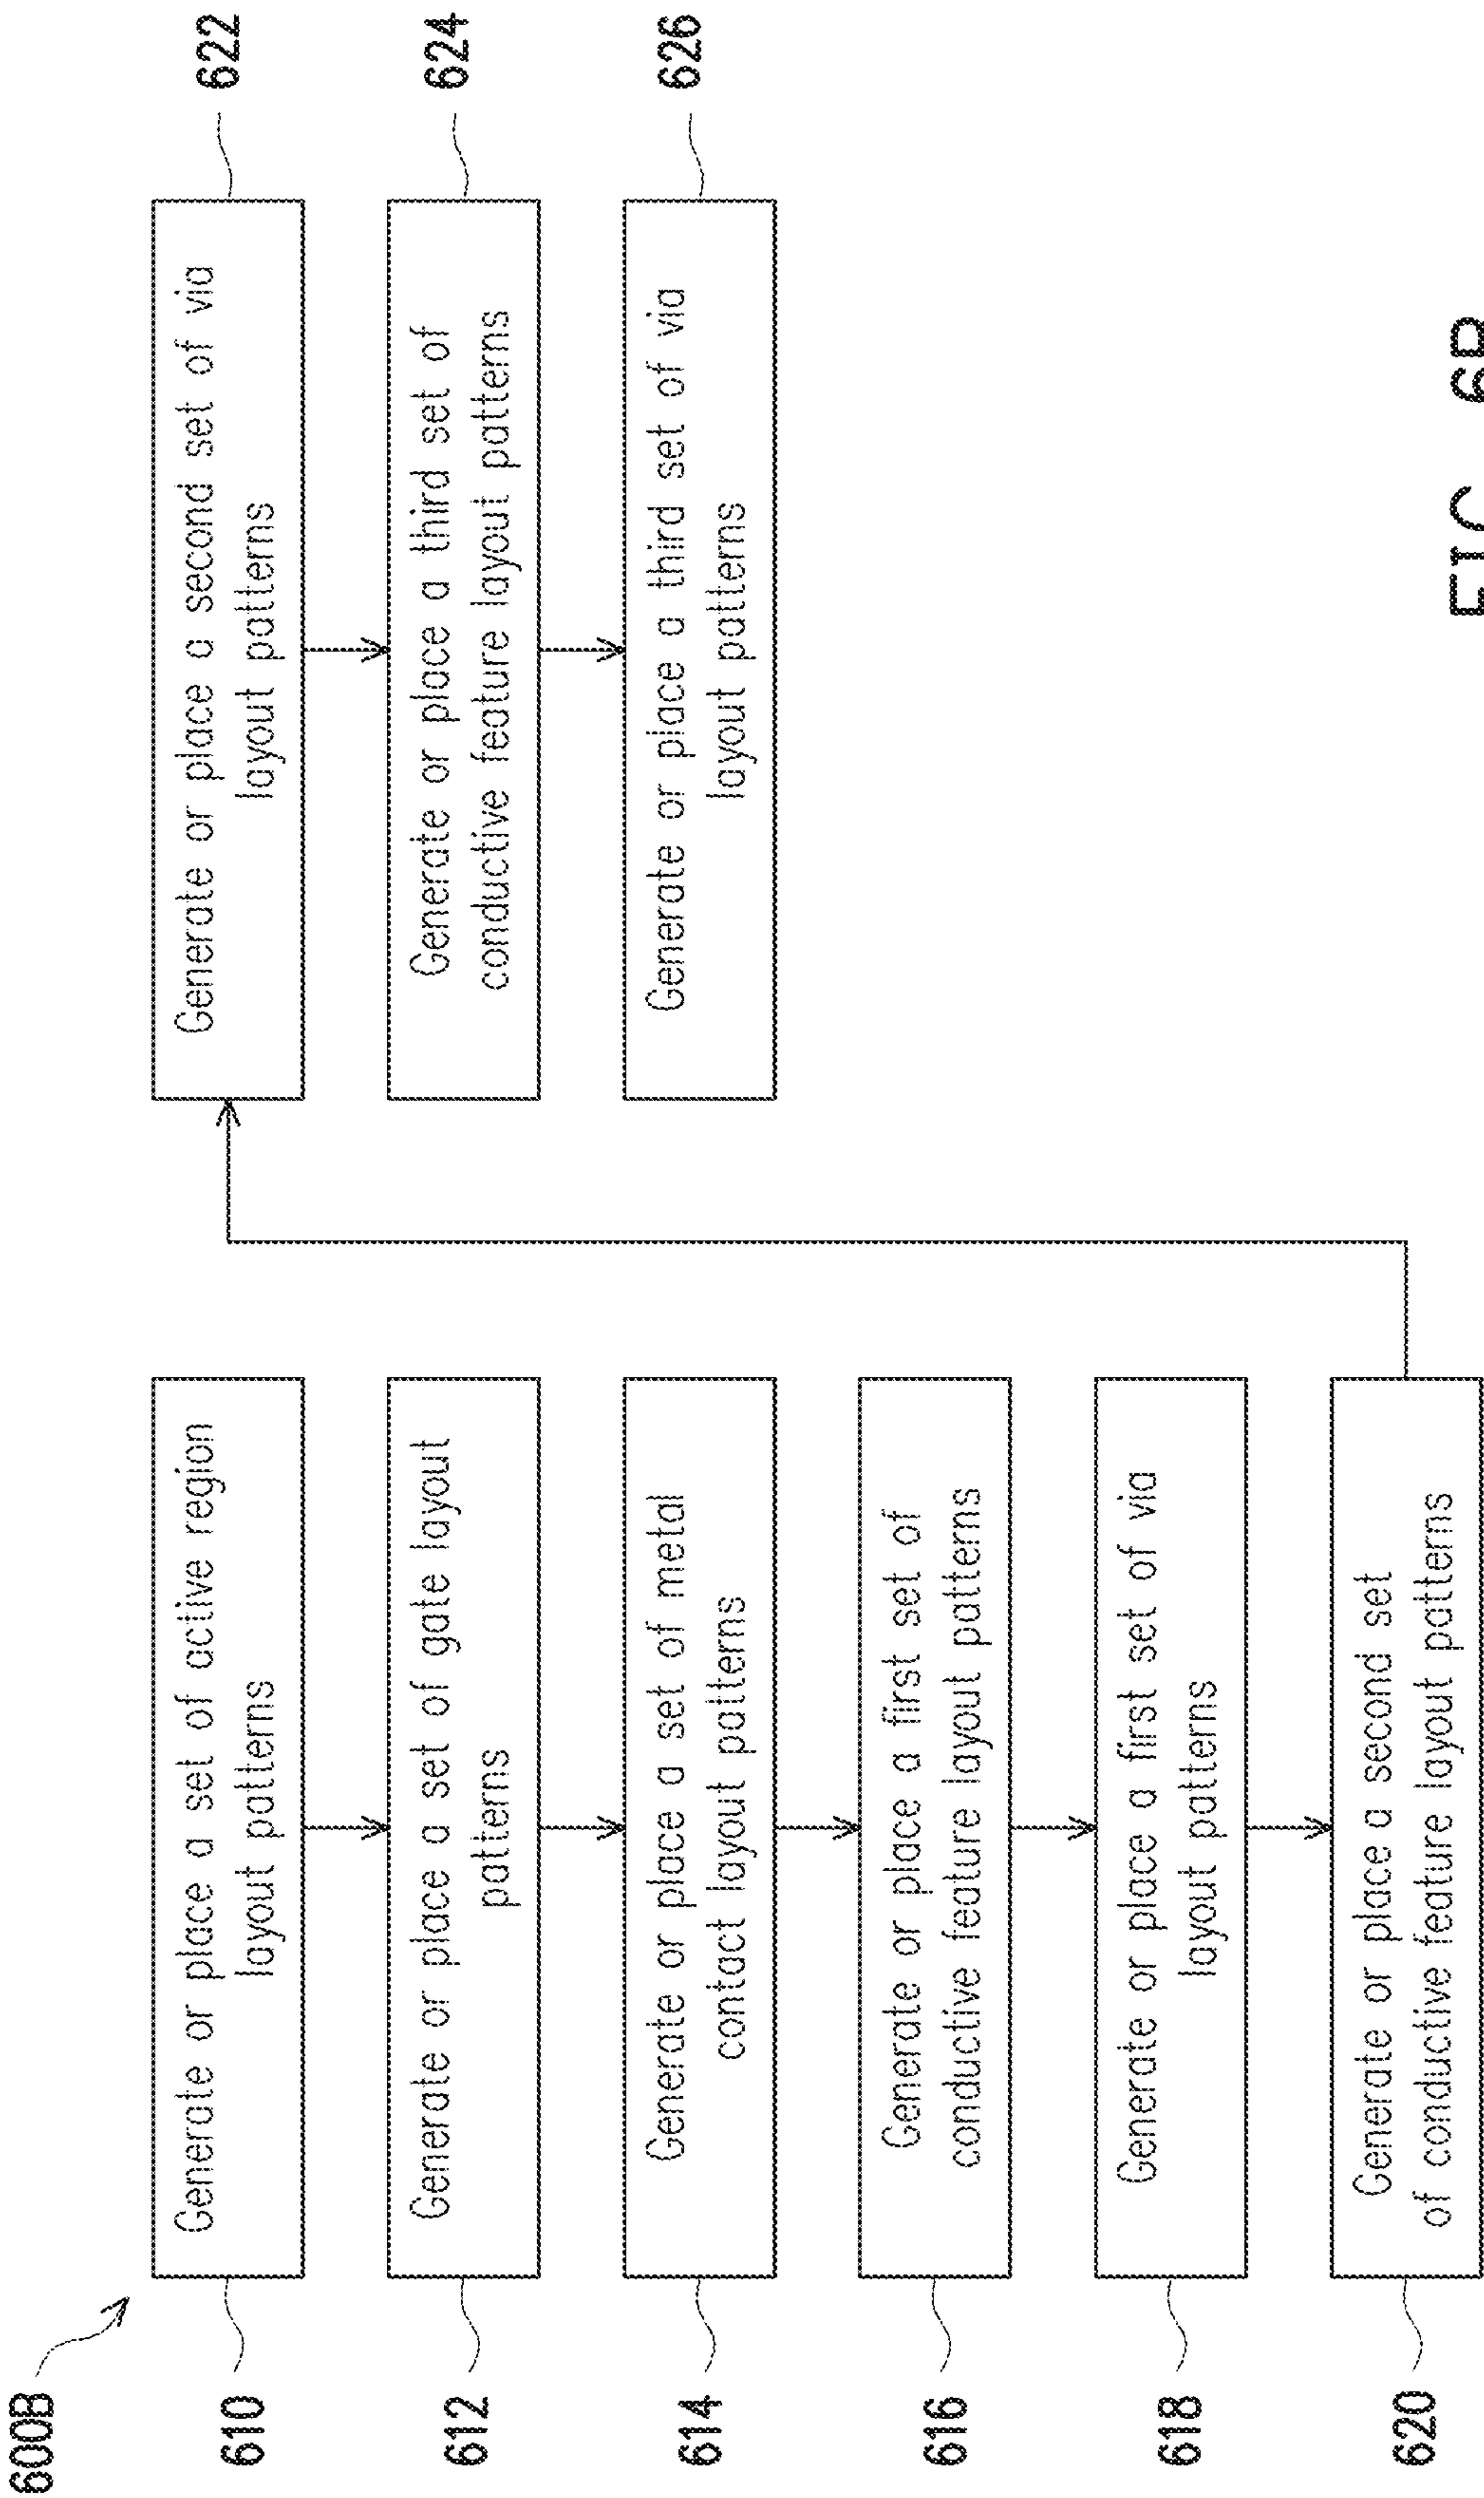 600B
610
Generate or place a set of active region
layout patterns
612
Generate or place a set of gate layout
patterns
614
Generate or place a set of metal
contact layout patterns
616
Generate or place a first set of
conductive feature layout patterns
618
Generate or place a first set of via
layout patterns
620
Generate or place a second set
of conductive feature layout patterns
622
Generate or place a second set of via
layout patterns
624
Generate or place a third set of
conductive feature layout patterns
626
Generate or place a third set of via
layout patterns